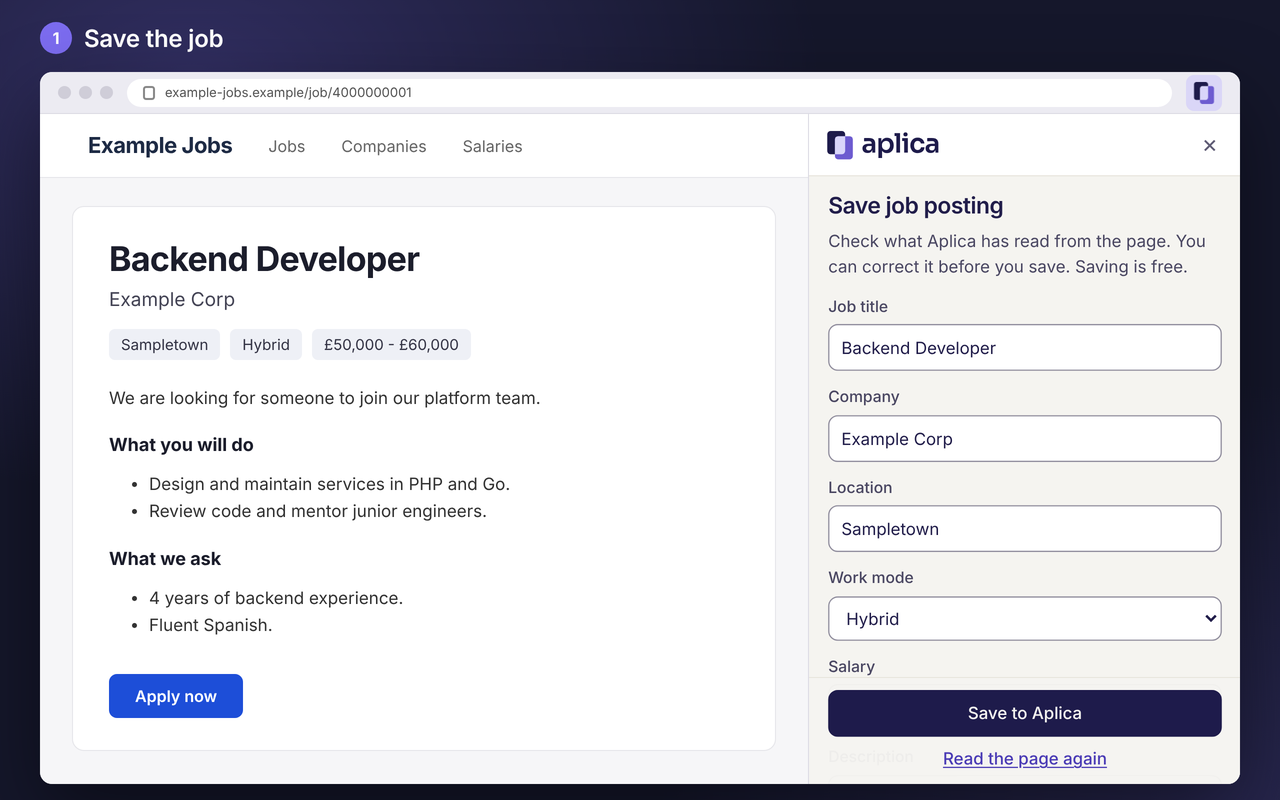 1 Save the job
example-jobs.example/job/4000000001
Example Jobs Jobs Companies Salaries
Backend Developer
Example Corp
Sampletown Hybrid £50,000 - £60,000
We are looking for someone to join our platform team.
What you will do
• Design and maintain services in PHP and Go.
• Review code and mentor junior engineers.
What we ask
• 4 years of backend experience.
• Fluent Spanish.
Apply now
aplica ✕
Save job posting
Check what Aplica has read from the page. You
can correct it before you save. Saving is free.
Job title
Backend Developer
Company
Example Corp
Location
Sampletown
Work mode
Hybrid
Salary
Save to Aplica
Description
Read the page again